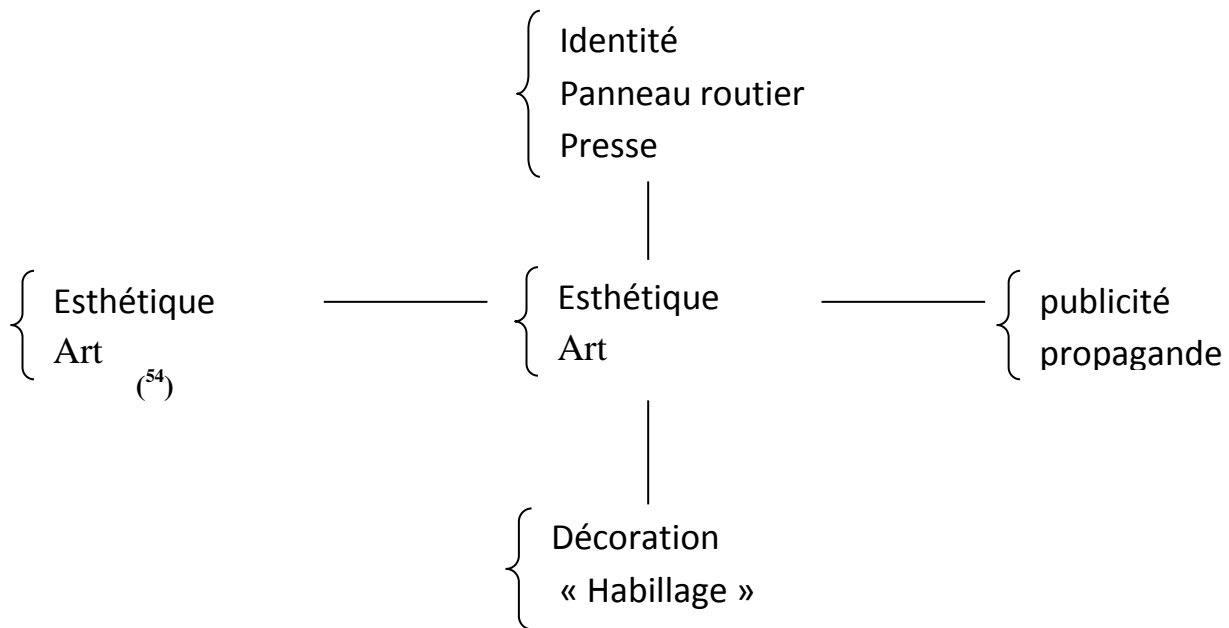 Identité
Panneau routier
Presse
Esthétique
Art
(54)
Esthétique
Art
publicité
propagande
Décoration
« Habillage »